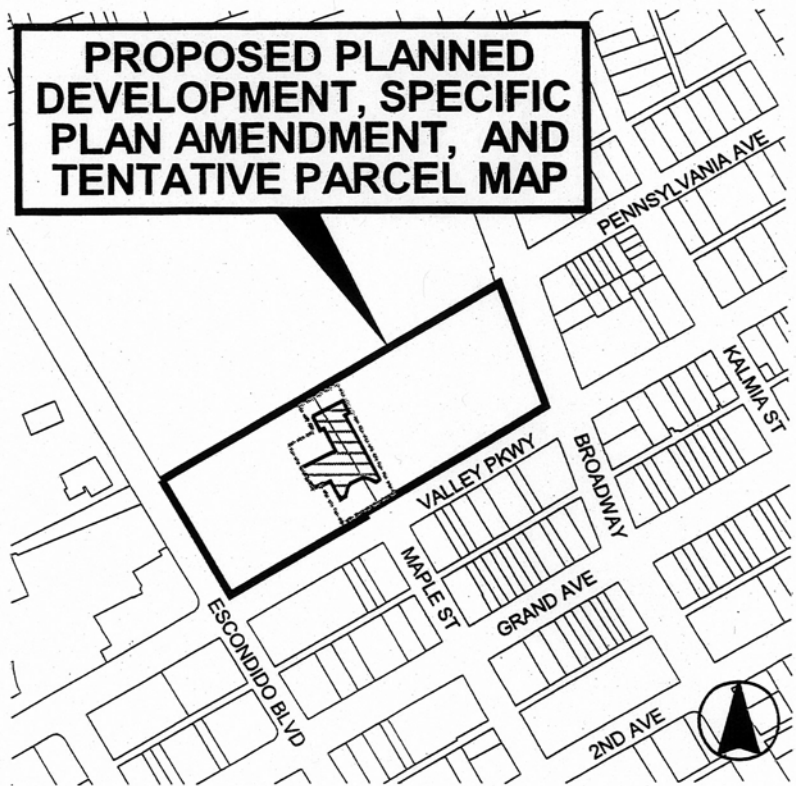 PROPOSED PLANNED
DEVELOPMENT, SPECIFIC
PLAN AMENDMENT, AND
TENTATIVE PARCEL MAP
PENNSYLVANIA AVE
KALMIA ST
VALLEY PKWY
BROADWAY
MAPLE ST
GRAND AVE
ESCONDIDO BLVD
2ND AVE